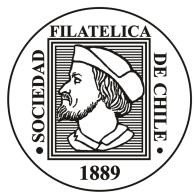 SOCIEDAD
FILATELICA
DE CHILE
1889